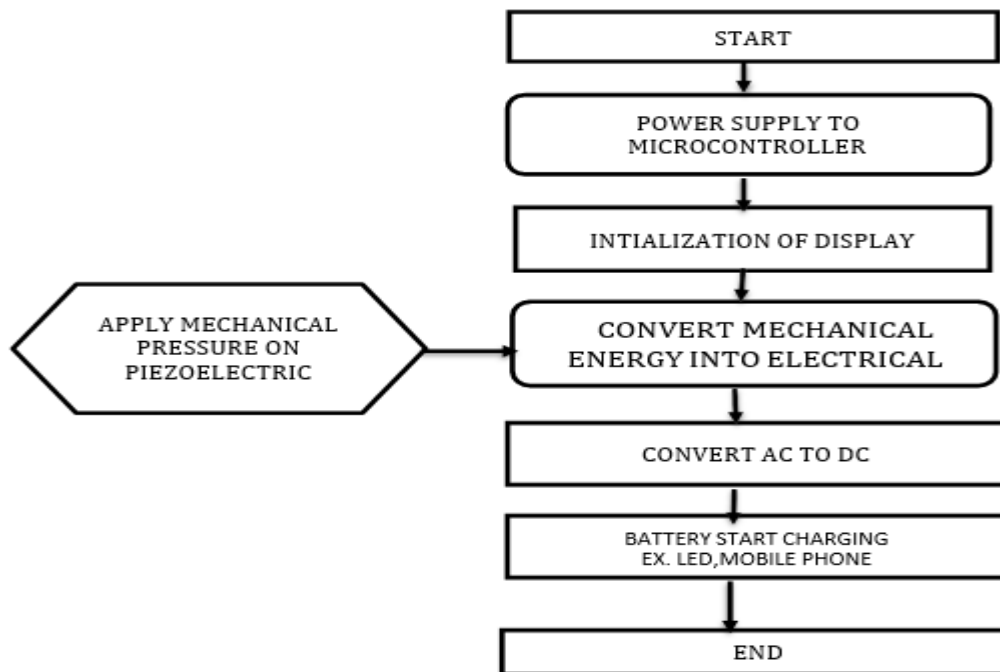 START
POWER SUPPLY TO
MICROCONTROLLER
INTIALIZATION OF DISPLAY
APPLY MECHANICAL
PRESSURE ON
PIEZOELECTRIC
CONVERT MECHANICAL
ENERGY INTO ELECTRICAL
CONVERT AC TO DC
BATTERY START CHARGING
EX. LED,MOBILE PHONE
END